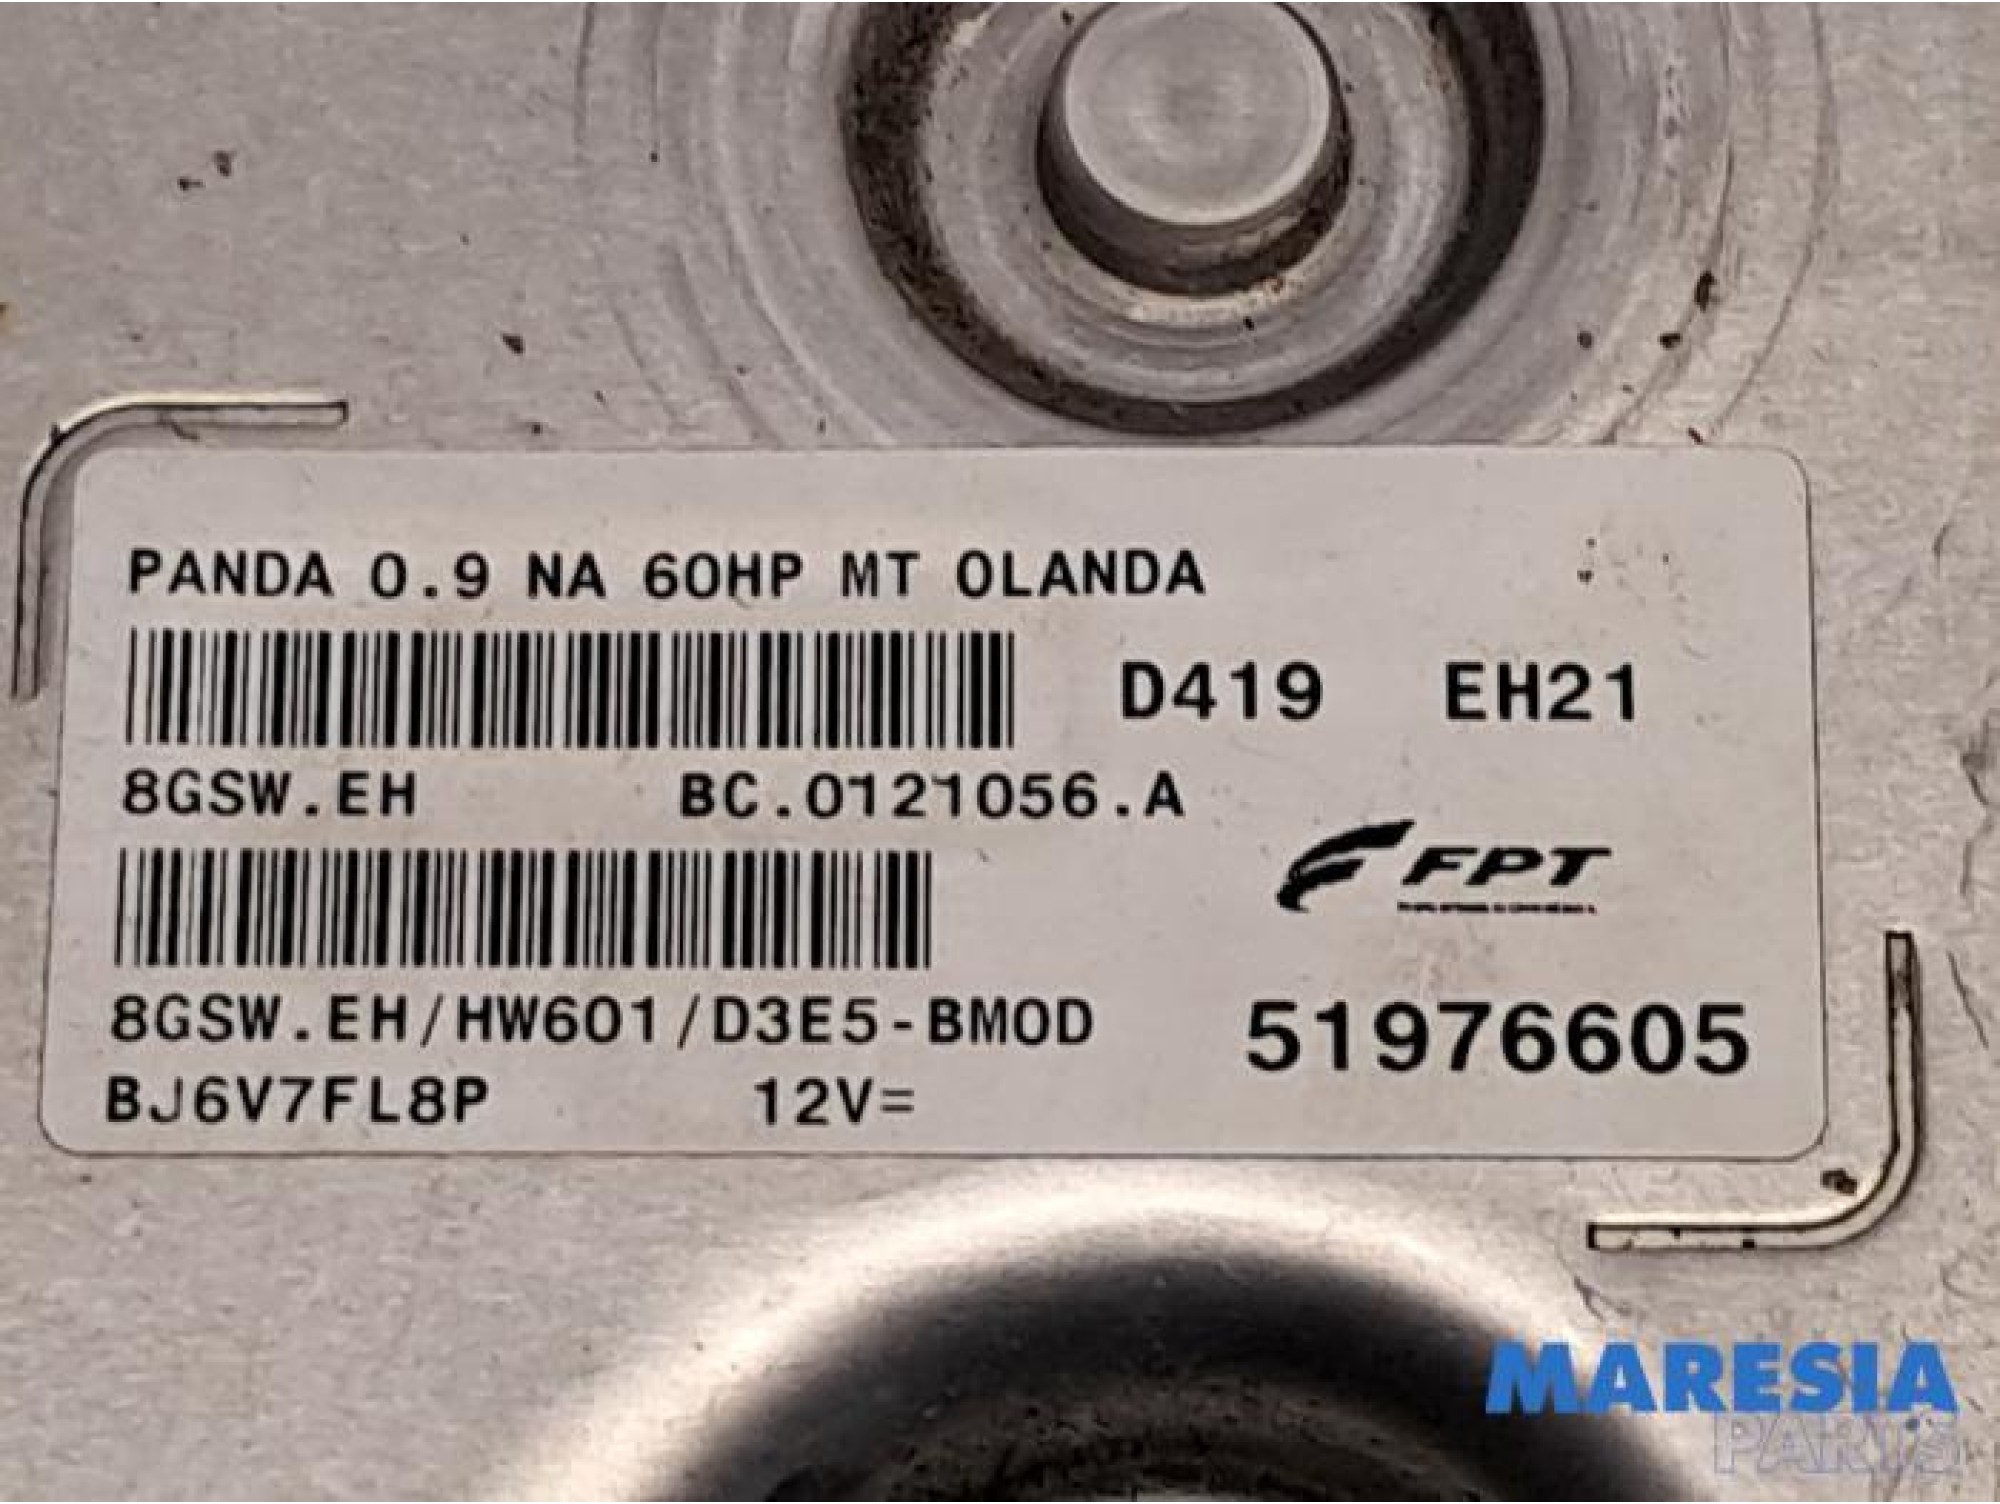 PANDA 0.9 NA 60HP MT OLANDA
D419 EH21
8GSW.EH BC.0121056.A
FPT
8GSW.EH/HW601/D3E5-BMOD
51976605
BJ6V7FL8P 12V=
MARESIA
PARTS